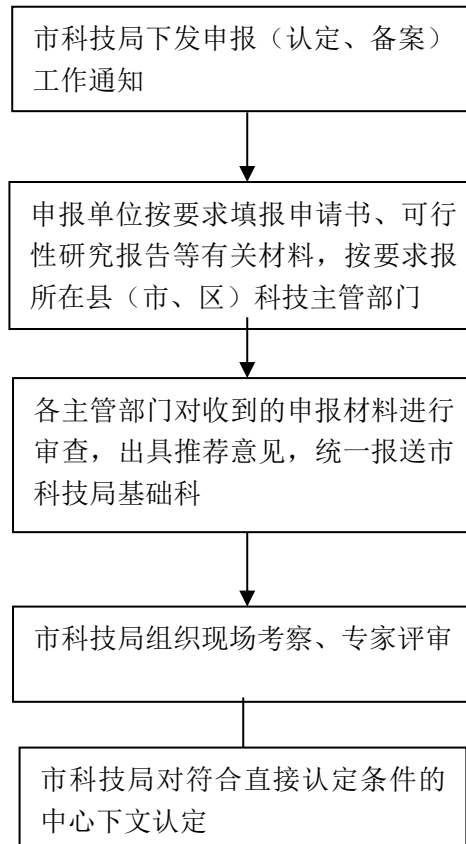 市科技局下发申报（认定、备案）
工作通知
申报单位按要求填报申请书、可行
性研究报告等有关材料，按要求报
所在县（市、区）科技主管部门
各主管部门对收到的申报材料进行
审查，出具推荐意见，统一报送市
科技局基础科
市科技局组织现场考察、专家评审
市科技局对符合直接认定条件的
中心下文认定